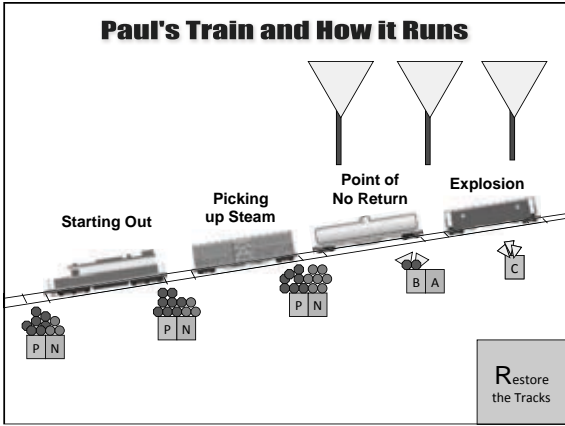 Paul's Train and How it Runs
Starting Out
Picking
up Steam
Point of
No Return
Explosion
P N
P N
P N
B A
C
Restore
the Tracks